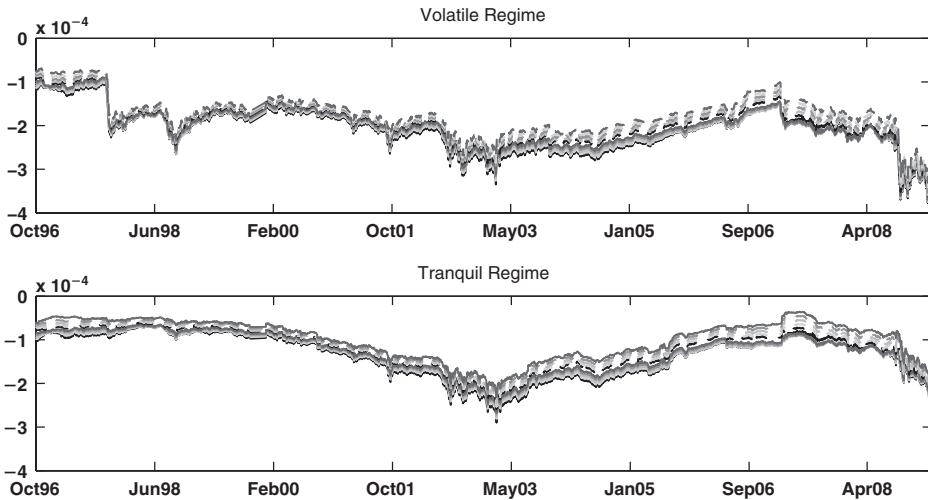 Volatile Regime
x 10⁻⁴
0
−1
−2
−3
−4
Oct96 Jun98 Feb00 Oct01 May03 Jan05 Sep06 Apr08
Tranquil Regime
x 10⁻⁴
0
−1
−2
−3
−4
Oct96 Jun98 Feb00 Oct01 May03 Jan05 Sep06 Apr08